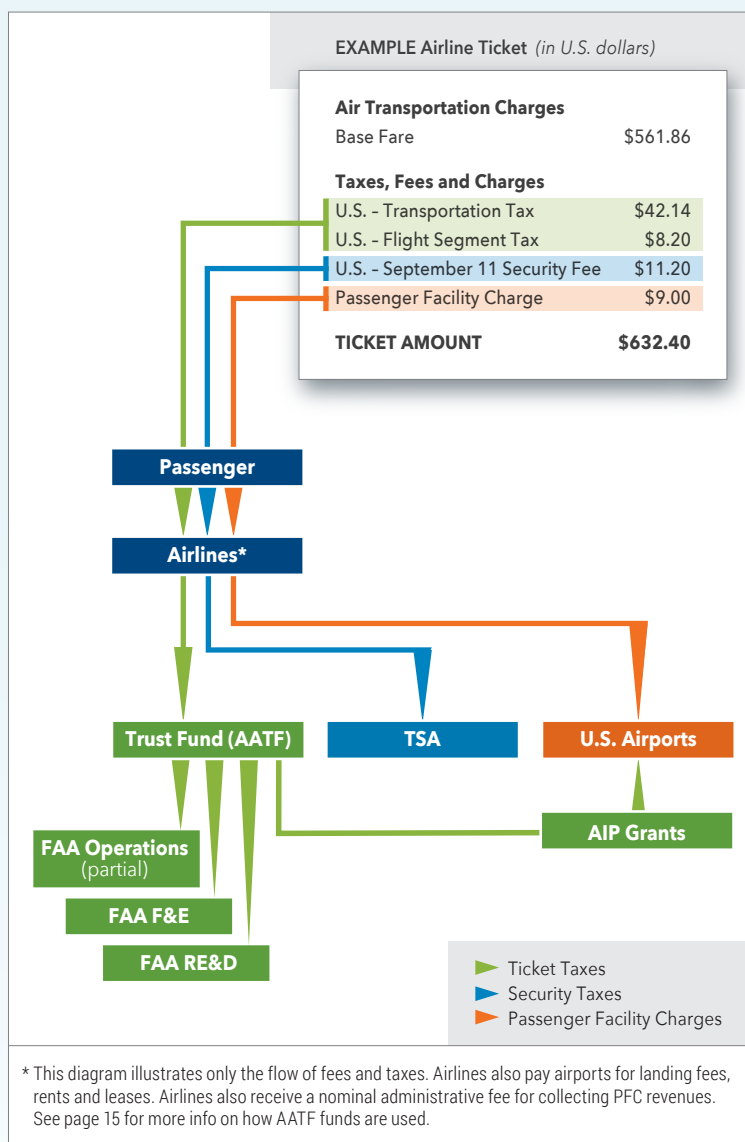 EXAMPLE Airline Ticket (in U.S. dollars)
Air Transportation Charges
Base Fare $561.86
Taxes, Fees and Charges
U.S. – Transportation Tax $42.14
U.S. – Flight Segment Tax $8.20
U.S. – September 11 Security Fee $11.20
Passenger Facility Charge $9.00
TICKET AMOUNT $632.40
Passenger
Airlines*
Trust Fund (AATF)
TSA
U.S. Airports
AIP Grants
FAA Operations
(partial)
FAA F&E
FAA RE&D
Ticket Taxes
Security Taxes
Passenger Facility Charges
* This diagram illustrates only the flow of fees and taxes. Airlines also pay airports for landing fees,
rents and leases. Airlines also receive a nominal administrative fee for collecting PFC revenues.
See page 15 for more info on how AATF funds are used.